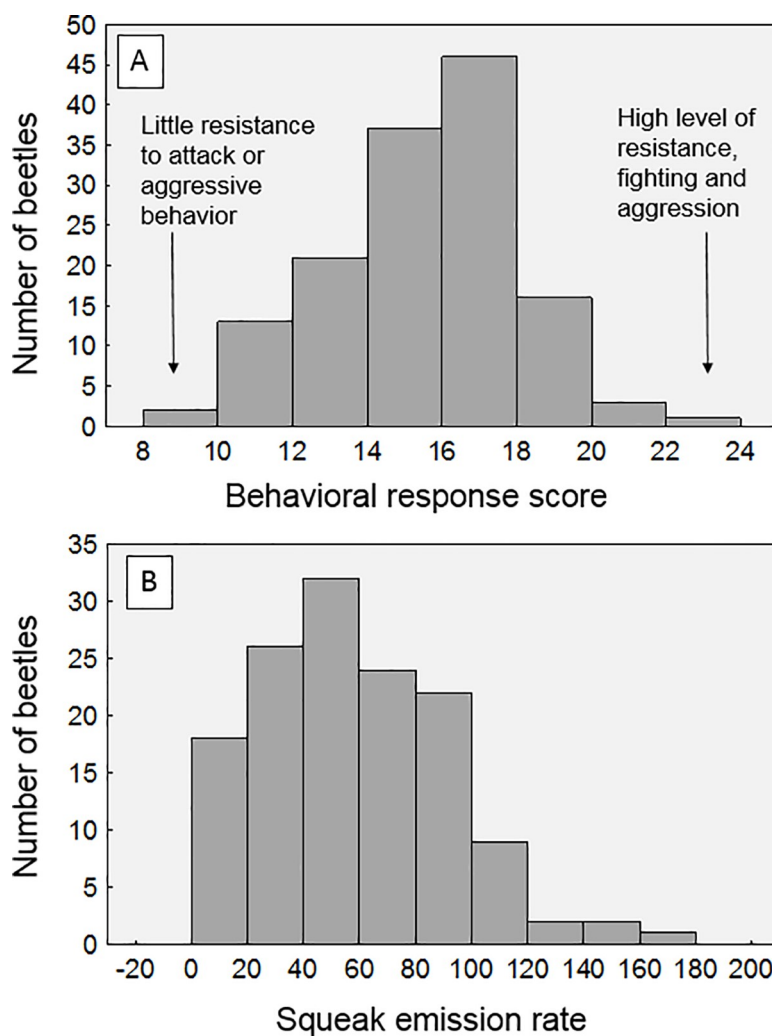 50
45
40
35
30
25
20
15
10
5
0
A
Little resistance
to attack or
aggressive
behavior
High level of
resistance,
fighting and
aggression
8 10 12 14 16 18 20 22 24
Number of beetles
Behavioral response score
35
30
25
20
15
10
5
0
B
-20 0 20 40 60 80 100 120 140 160 180 200
Number of beetles
Squeak emission rate